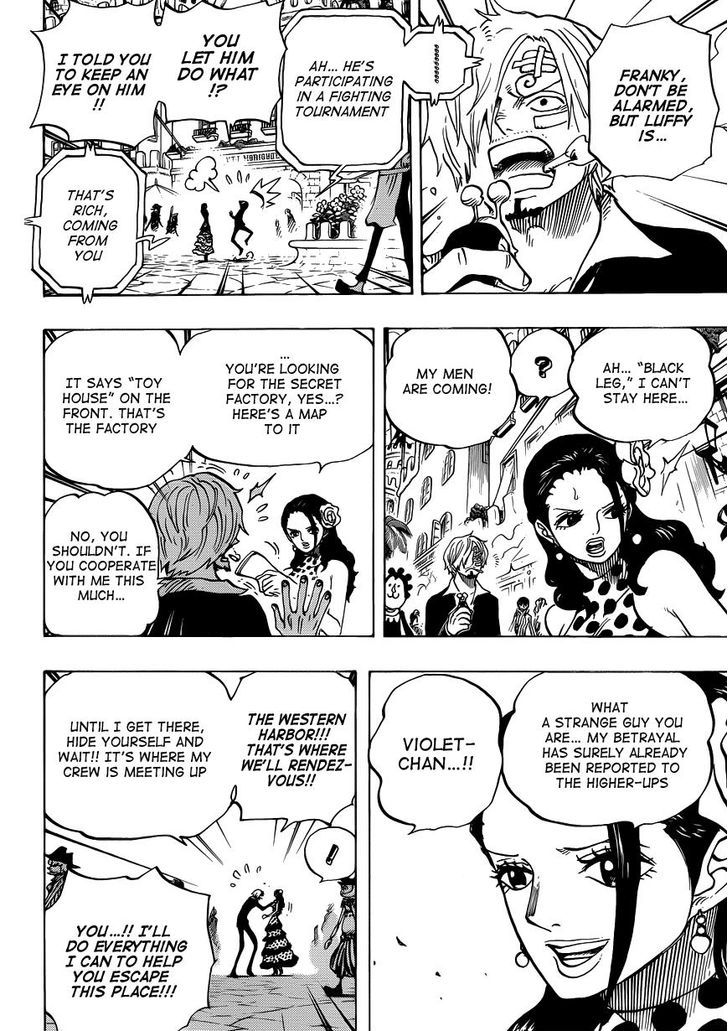 FRANKY,
DON'T BE
ALARMED,
BUT LUFFY
IS...
.........
AH... HE'S
PARTICIPATING
IN A FIGHTING
TOURNAMENT
YOU
LET HIM
DO WHAT
!?
I TOLD YOU
TO KEEP AN
EYE ON HIM
!!
THAT'S
RICH,
COMING
FROM
YOU
AH... "BLACK
LEG," I CAN'T
STAY HERE...
?
MY MEN
ARE COMING!
...
YOU'RE LOOKING
FOR THE SECRET
FACTORY, YES...?
HERE'S A MAP
TO IT
IT SAYS "TOY
HOUSE" ON THE
FRONT. THAT'S
THE FACTORY
NO, YOU
SHOULDN'T. IF
YOU COOPERATE
WITH ME THIS
MUCH...
WHAT
A STRANGE GUY YOU
ARE... MY BETRAYAL
HAS SURELY ALREADY
BEEN REPORTED TO
THE HIGHER-UPS
VIOLET-
CHAN...!!
THE WESTERN
HARBOR!!!
THAT'S WHERE
WE'LL RENDEZ-
VOUS!!
UNTIL I GET THERE,
HIDE YOURSELF AND
WAIT!! IT'S WHERE MY
CREW IS MEETING UP
!
YOU...!! I'LL
DO EVERYTHING
I CAN TO HELP
YOU ESCAPE
THIS PLACE!!!